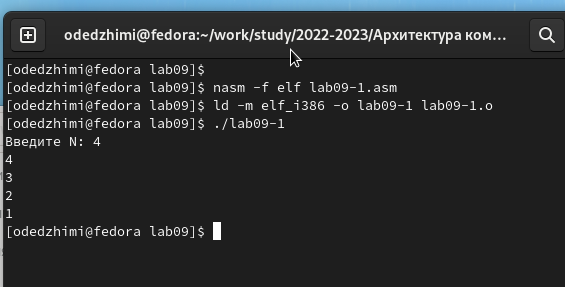 odedzhimi@fedora:~/work/study/2022-2023/Архитектура ком...
[odedzhimi@fedora lab09]$
[odedzhimi@fedora lab09]$ nasm -f elf lab09-1.asm
[odedzhimi@fedora lab09]$ ld -m elf_i386 -o lab09-1 lab09-1.o
[odedzhimi@fedora lab09]$ ./lab09-1
Введите N: 4
4
3
2
1
[odedzhimi@fedora lab09]$